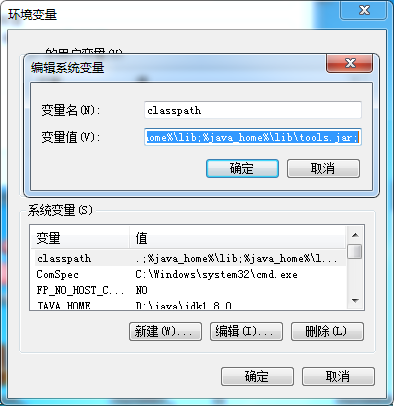 环境变量
的用户变量(U)
编辑系统变量
变量名(N): classpath
变量值(V): ome%\lib;%java_home%\lib\tools.jar;
确定 取消
系统变量(S)
变量 值
classpath .;%java_home%\lib;%java_home%\l...
ComSpec C:\Windows\system32\cmd.exe
FP_NO_HOST_C... NO
JAVA_HOME D:\java\jdk1.8.0
新建(W)... 编辑(I)... 删除(L)
确定 取消